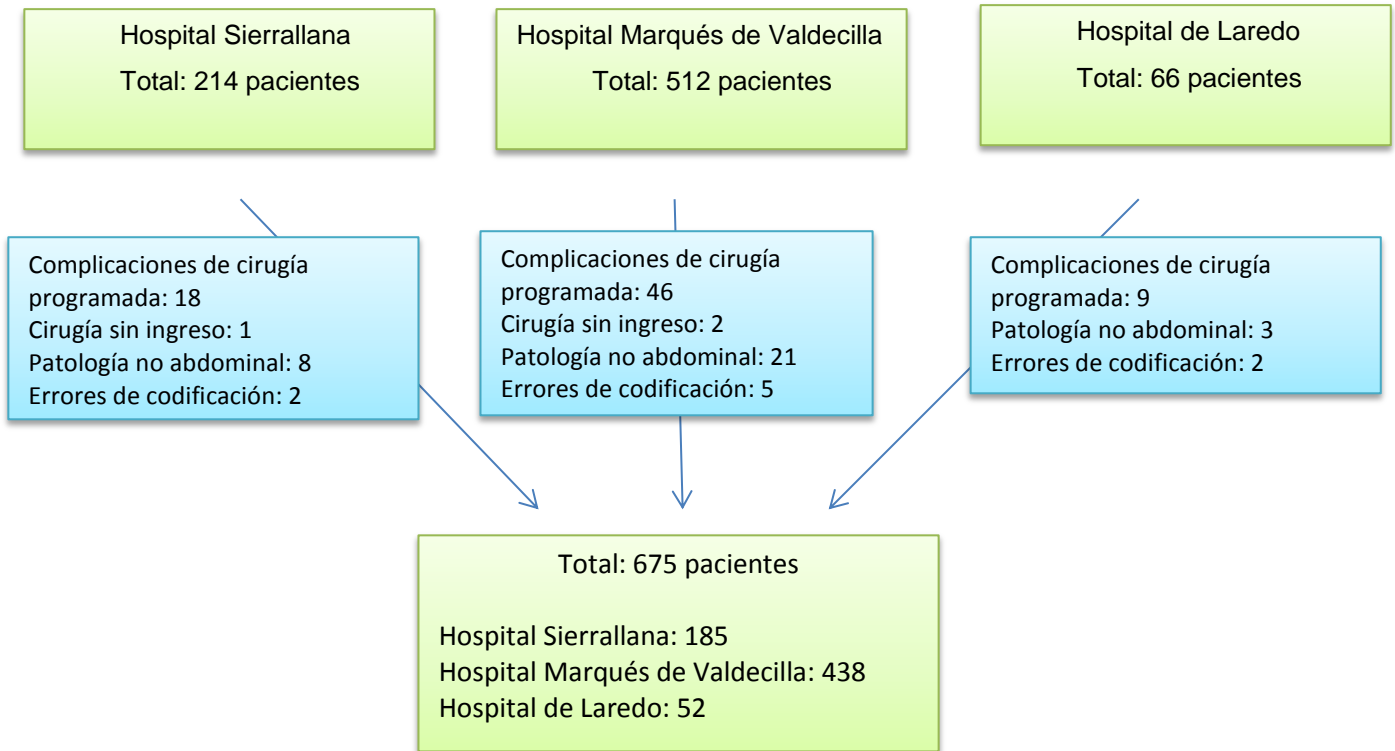 Hospital Sierrallana
Total: 214 pacientes
Hospital Marqués de Valdecilla
Total: 512 pacientes
Hospital de Laredo
Total: 66 pacientes
Complicaciones de cirugía
programada: 18
Cirugía sin ingreso: 1
Patología no abdominal: 8
Errores de codificación: 2
Complicaciones de cirugía
programada: 46
Cirugía sin ingreso: 2
Patología no abdominal: 21
Errores de codificación: 5
Complicaciones de cirugía
programada: 9
Patología no abdominal: 3
Errores de codificación: 2
Total: 675 pacientes
Hospital Sierrallana: 185
Hospital Marqués de Valdecilla: 438
Hospital de Laredo: 52